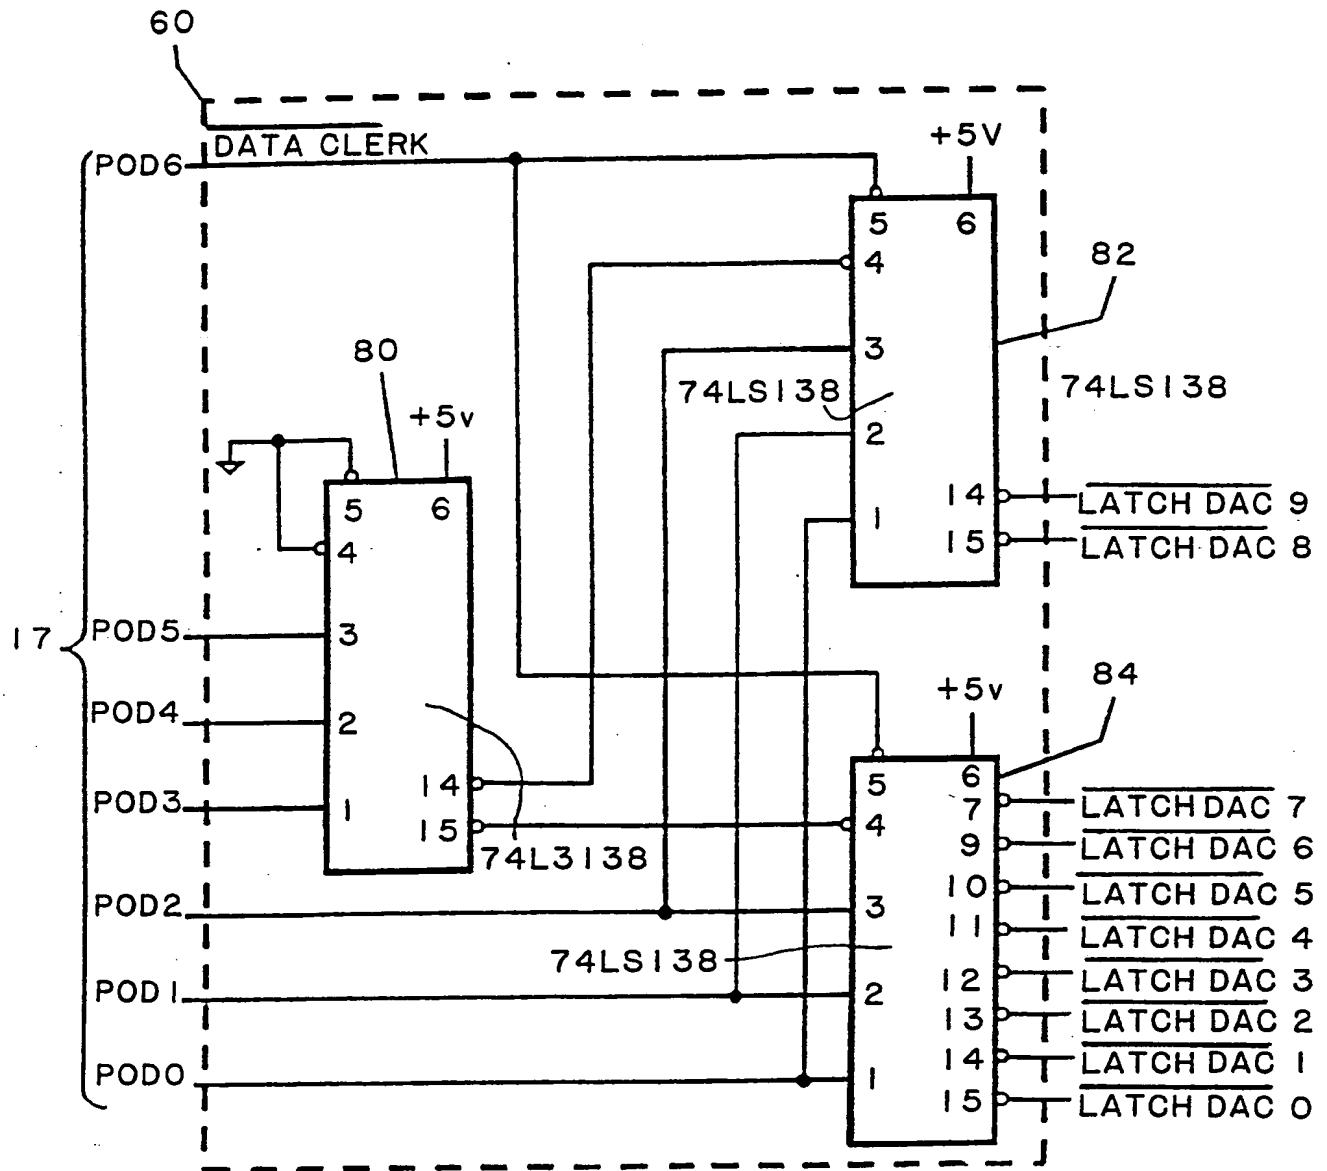 60
DATA CLERK
POD6
+5V
5 6
4
82
3
80
74LS138
74LS138
+5v
2
14 LATCH DAC 9
5 6
1
15 LATCH DAC 8
4
17
POD5
3
84
+5v
POD4
2
5 6
14
7 LATCH DAC 7
POD3
1
15
4
9 LATCH DAC 6
74L3138
10 LATCH DAC 5
POD2
3
11 LATCH DAC 4
74LS138
12 LATCH DAC 3
POD1
2
13 LATCH DAC 2
14 LATCH DAC 1
POD0
1
15 LATCH DAC 0